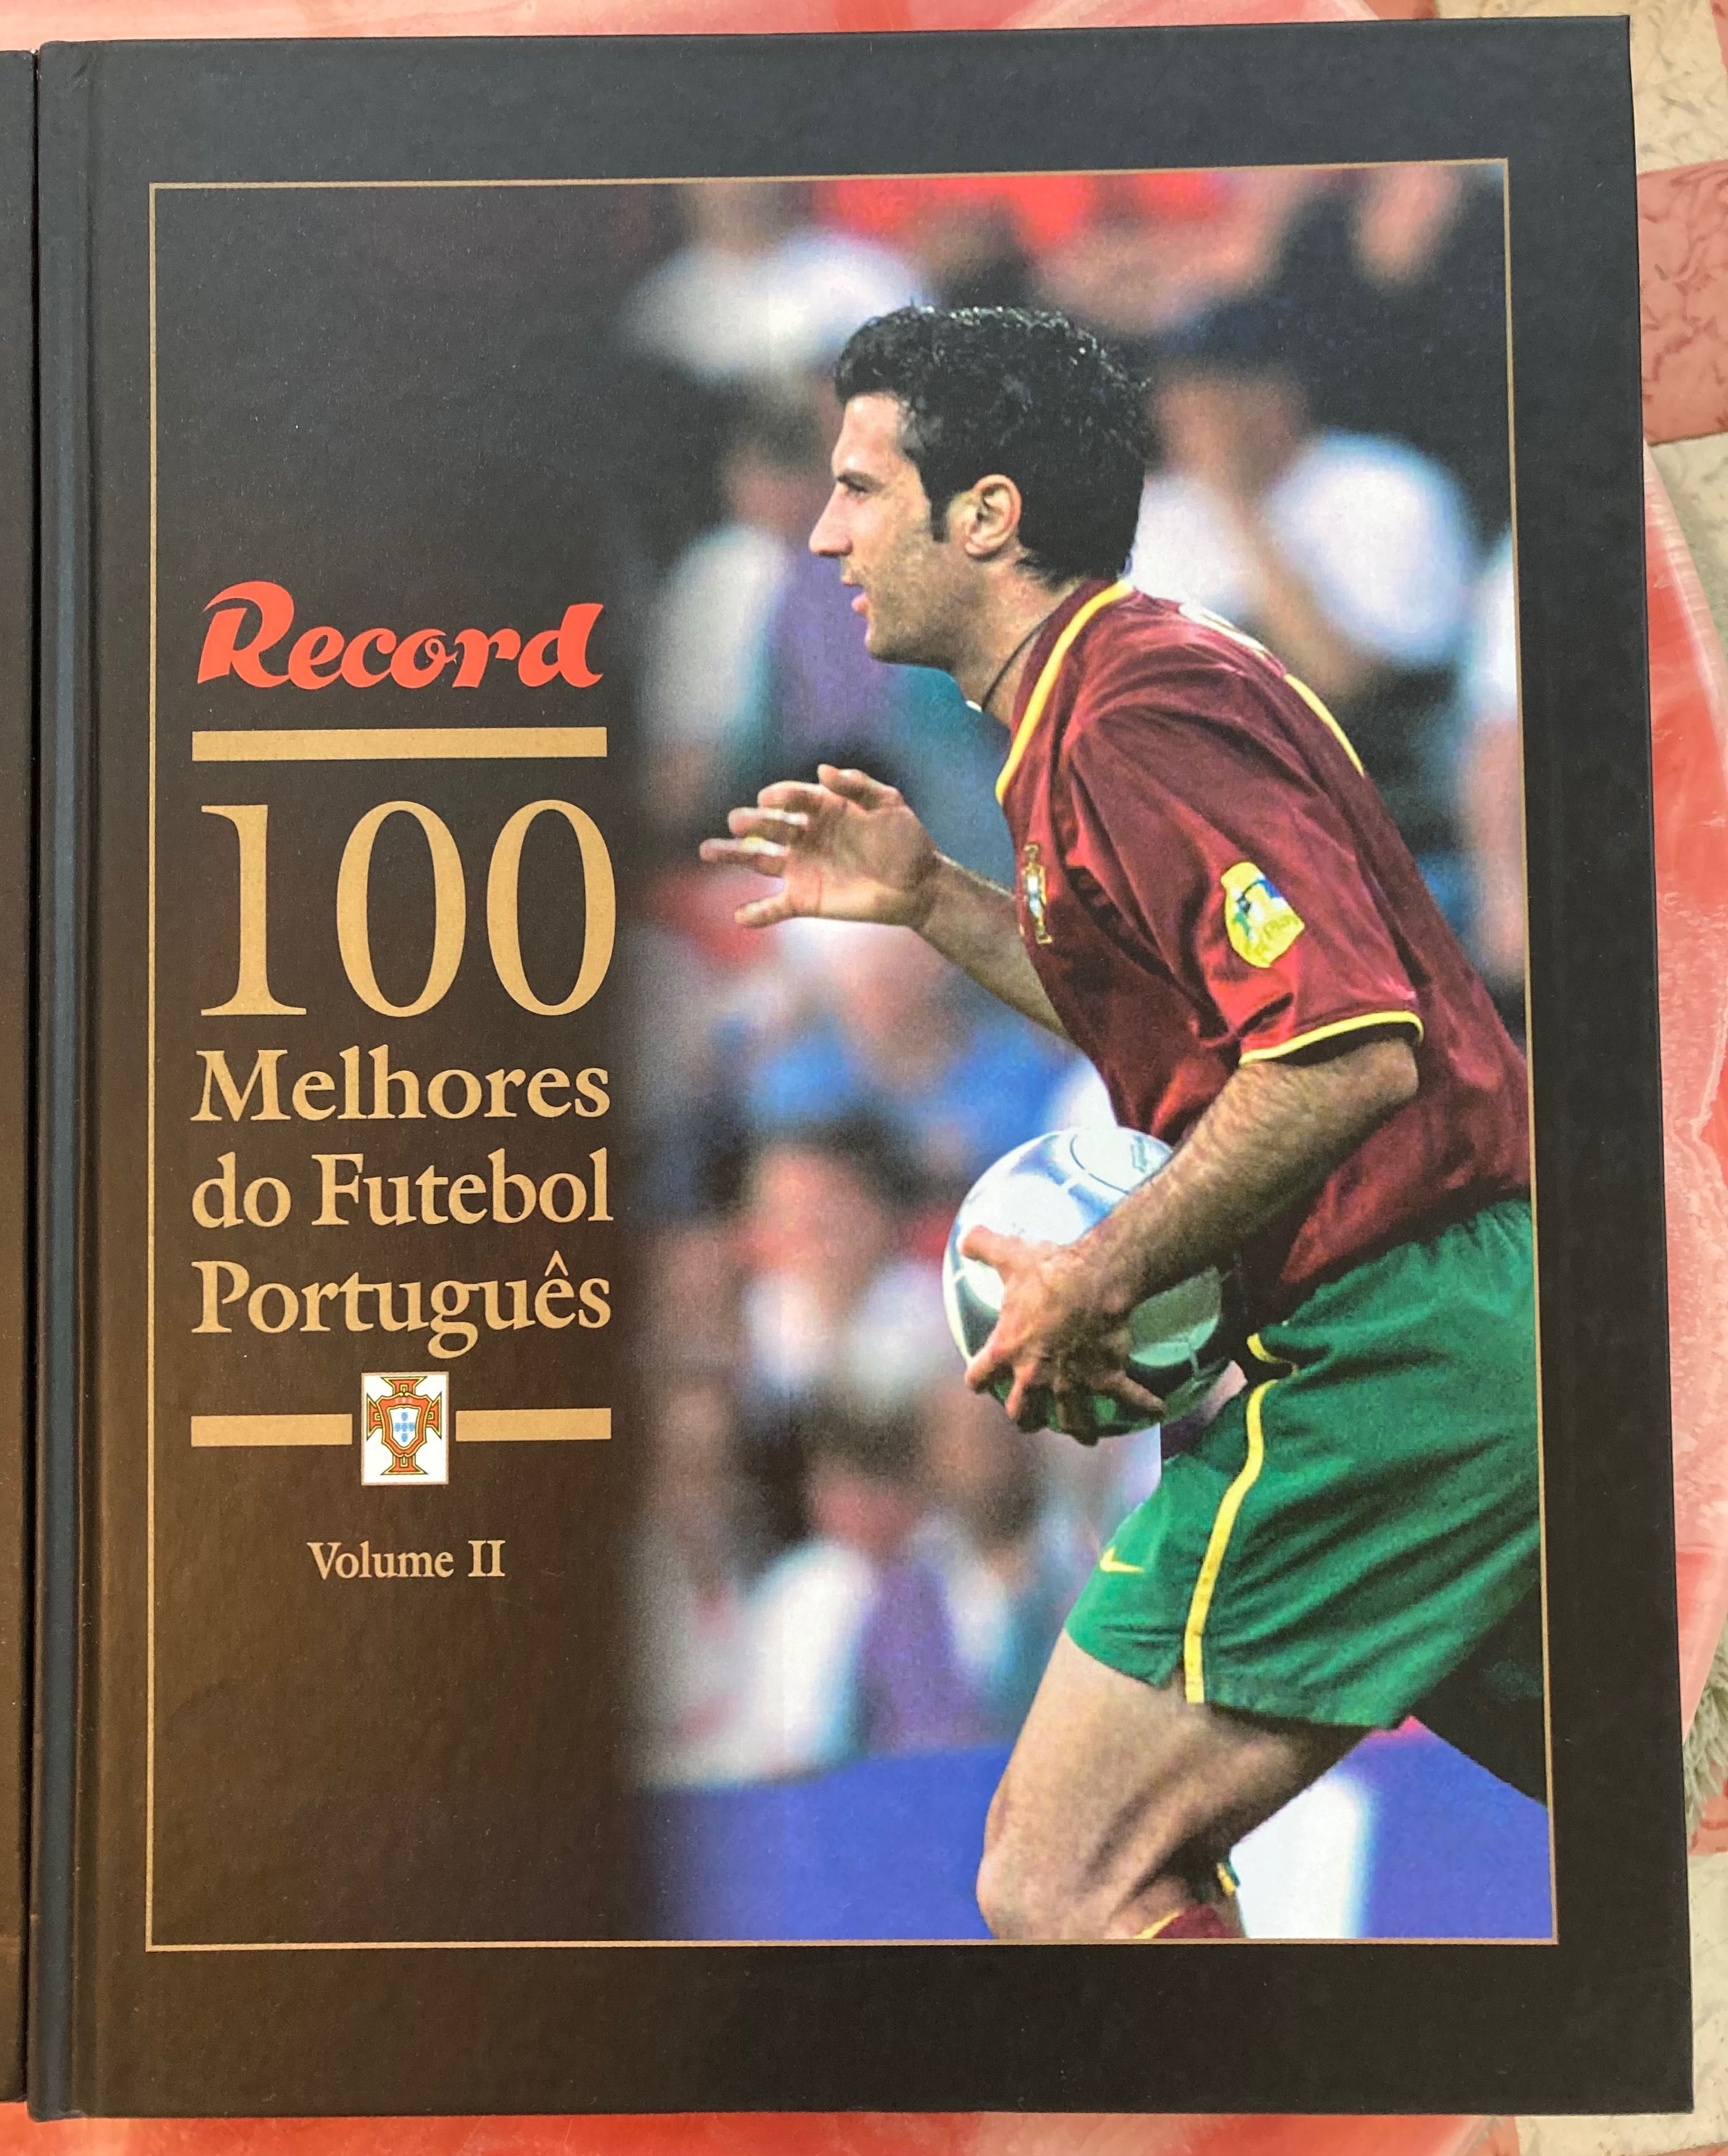 Record
100
Melhores
do Futebol
Português
Volume II